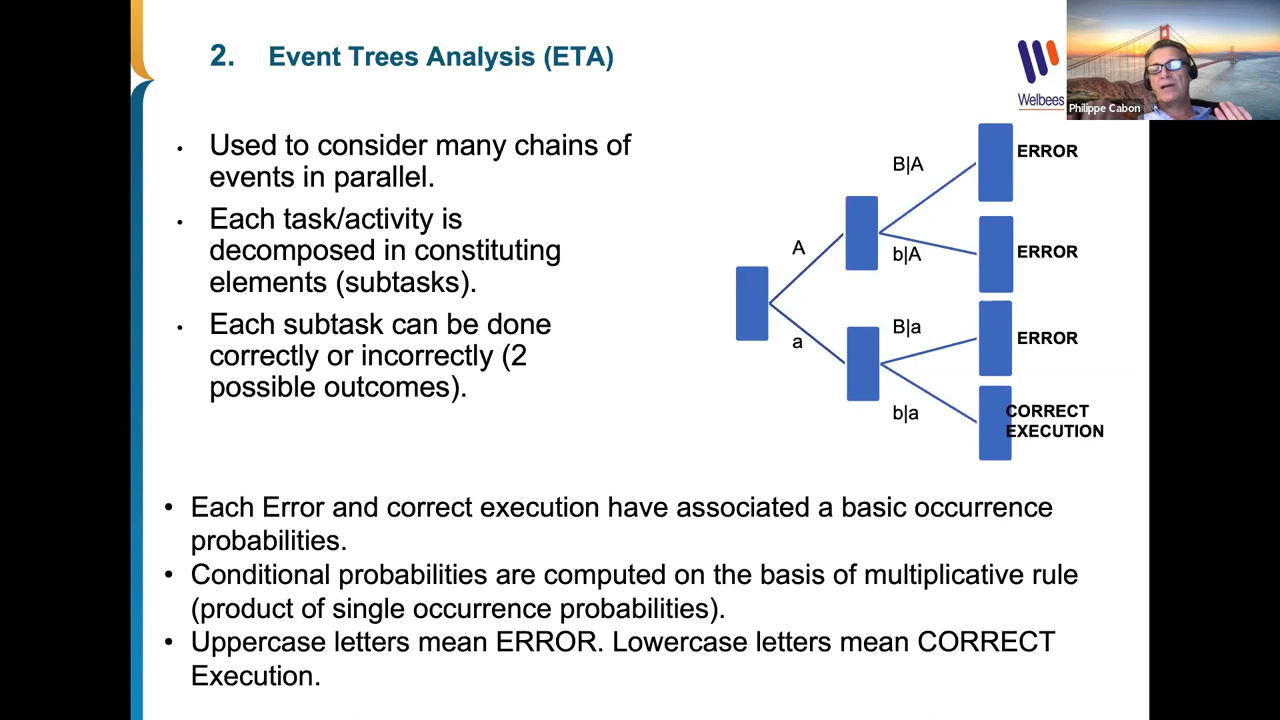 2. Event Trees Analysis (ETA)
Welbees
Philippe Cabon
• Used to consider many chains of
events in parallel.
• Each task/activity is
decomposed in constituting
elements (subtasks).
• Each subtask can be done
correctly or incorrectly (2
possible outcomes).
A
a
B|A
b|A
B|a
b|a
ERROR
ERROR
ERROR
CORRECT
EXECUTION
• Each Error and correct execution have associated a basic occurrence
probabilities.
• Conditional probabilities are computed on the basis of multiplicative rule
(product of single occurrence probabilities).
• Uppercase letters mean ERROR. Lowercase letters mean CORRECT
Execution.